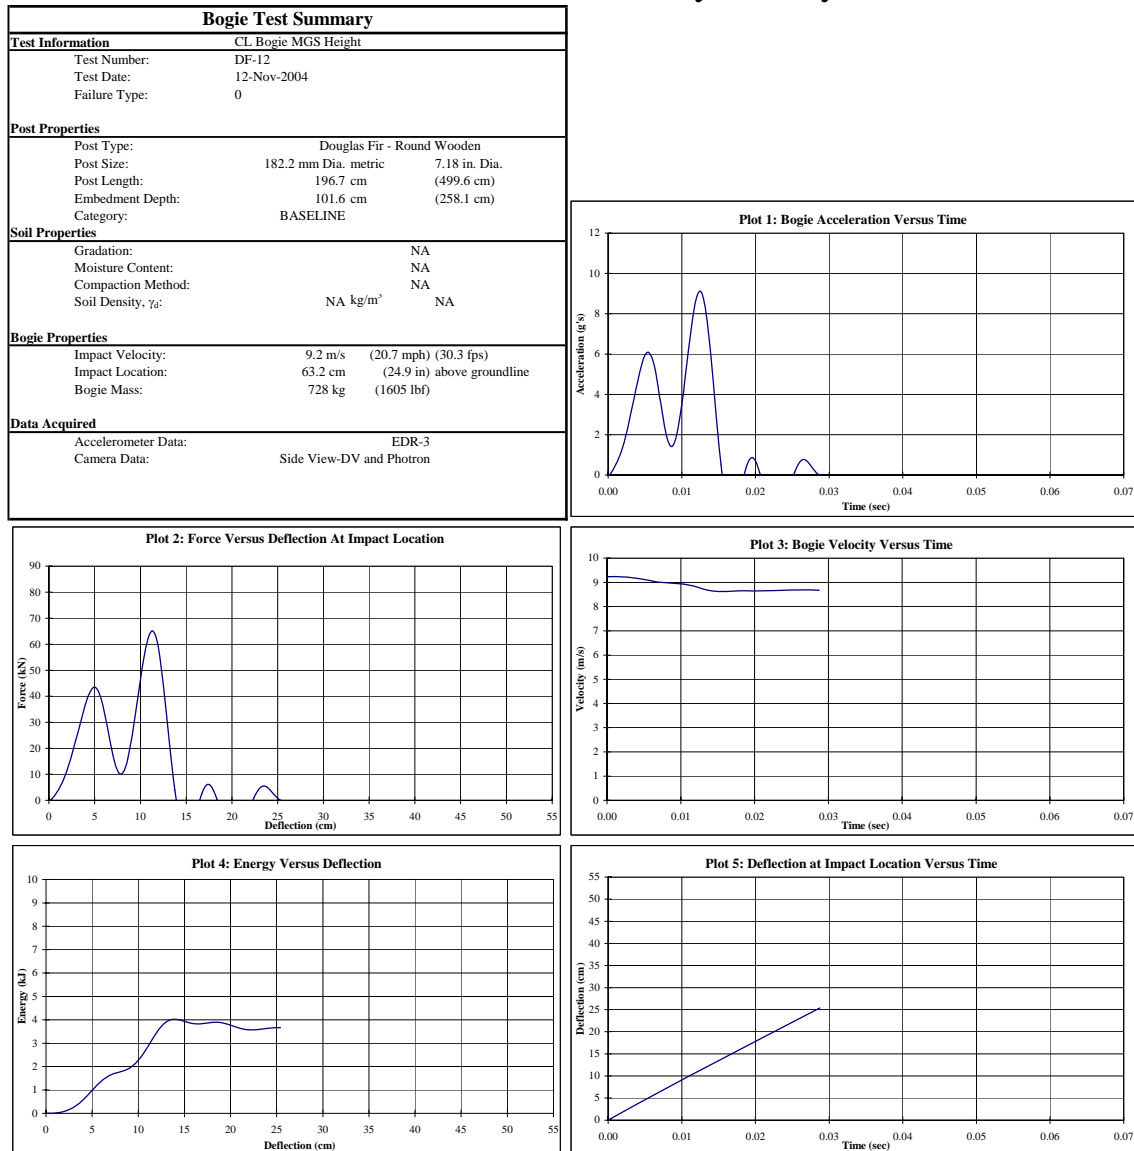 Bogie Test Summary
Test Information CL Bogie MGS Height
Test Number: DF-12
Test Date: 12-Nov-2004
Failure Type: 0
Post Properties
Post Type: Douglas Fir - Round Wooden
Post Size: 182.2 mm Dia. metric 7.18 in. Dia.
Post Length: 196.7 cm (499.6 cm)
Embedment Depth: 101.6 cm (258.1 cm)
Category: BASELINE
Soil Properties
Gradation: NA
Moisture Content: NA
Compaction Method: NA
Soil Density, γd: NA kg/m³ NA
Bogie Properties
Impact Velocity: 9.2 m/s (20.7 mph) (30.3 fps)
Impact Location: 63.2 cm (24.9 in) above groundline
Bogie Mass: 728 kg (1605 lbf)
Data Acquired
Accelerometer Data: EDR-3
Camera Data: Side View-DV and Photron
Plot 1: Bogie Acceleration Versus Time
Acceleration (g's)
12
10
8
6
4
2
0
0.00 0.01 0.02 0.03 0.04 0.05 0.06 0.07
Time (sec)
Plot 2: Force Versus Deflection At Impact Location
Force (kN)
90
80
70
60
50
40
30
20
10
0
0 5 10 15 20 25 30 35 40 45 50 55
Deflection (cm)
Plot 3: Bogie Velocity Versus Time
Velocity (m/s)
10
9
8
7
6
5
4
3
2
1
0
0.00 0.01 0.02 0.03 0.04 0.05 0.06 0.07
Time (sec)
Plot 4: Energy Versus Deflection
Energy (kJ)
10
9
8
7
6
5
4
3
2
1
0
0 5 10 15 20 25 30 35 40 45 50 55
Deflection (cm)
Plot 5: Deflection at Impact Location Versus Time
Deflection (cm)
55
50
45
40
35
30
25
20
15
10
5
0
0.00 0.01 0.02 0.03 0.04 0.05 0.06 0.07
Time (sec)